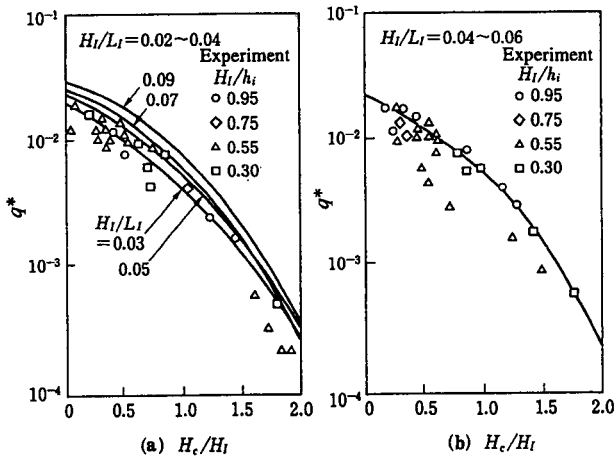 H_I/L_I=0.02~0.04
Experiment
H_I/h_i
○ 0.95
◇ 0.75
△ 0.55
□ 0.30
0.09
0.07
H_I/L_I
=0.03
0.05
10⁻¹
10⁻²
10⁻³
10⁻⁴
q*
0 0.5 1.0 1.5 2.0
(a) H_c/H_I
H_I/L_I=0.04~0.06
Experiment
H_I/h_i
○ 0.95
◇ 0.75
△ 0.55
□ 0.30
10⁻¹
10⁻²
10⁻³
10⁻⁴
q*
0 0.5 1.0 1.5 2.0
(b) H_c/H_I